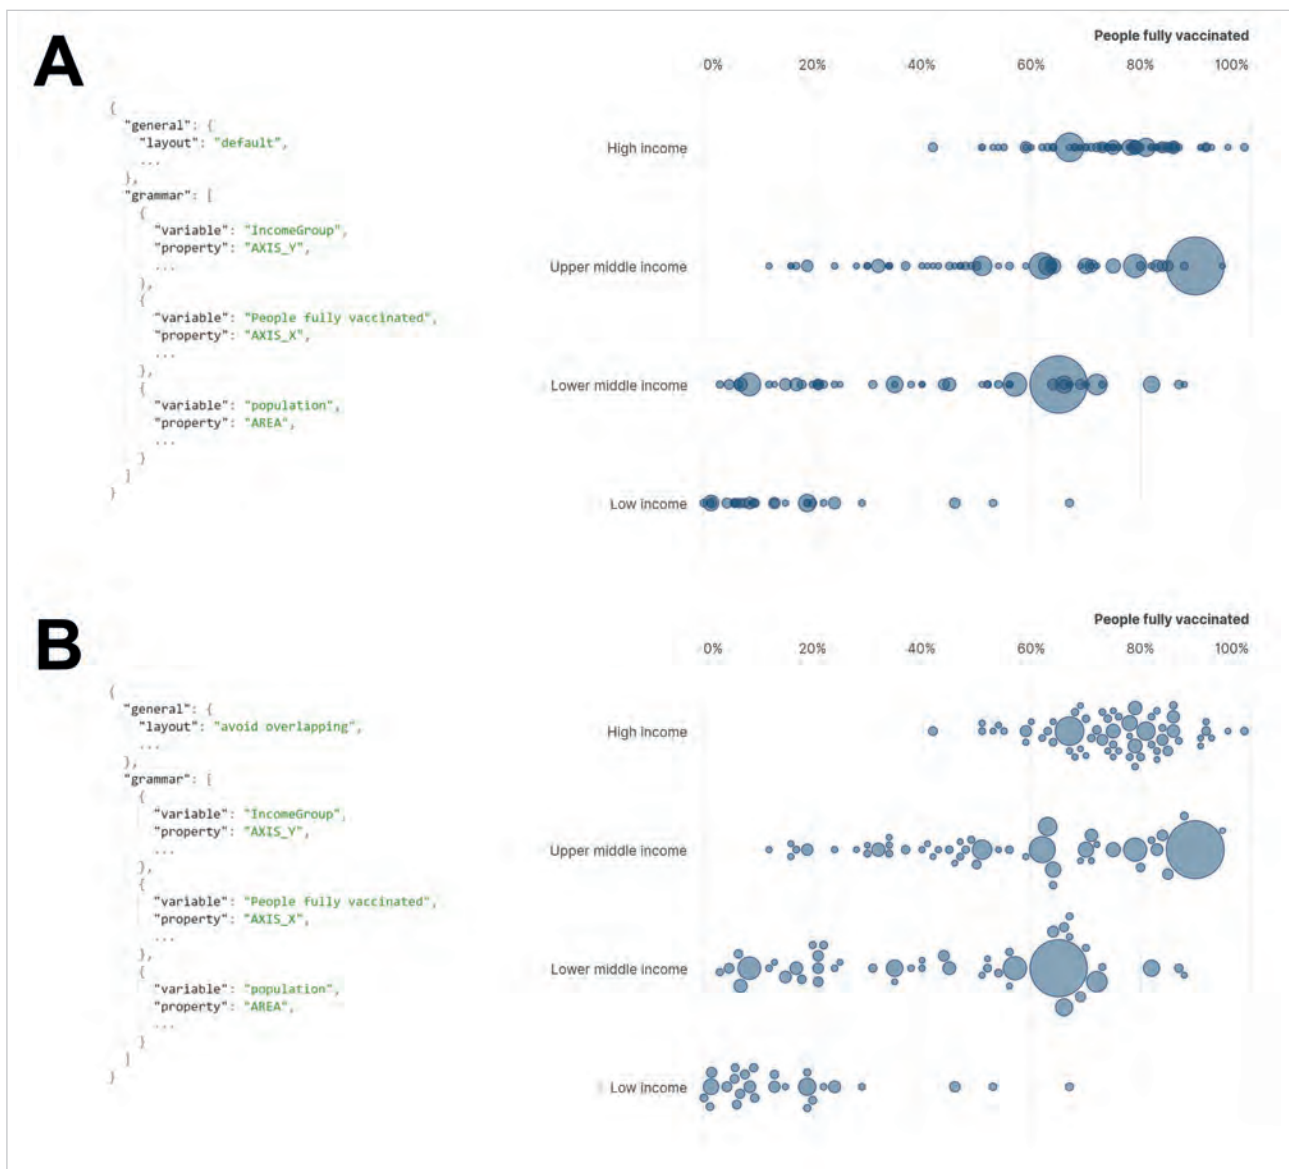 A
People fully vaccinated
0% 20% 40% 60% 80% 100%
{
"general": {
"layout": "default",
...
},
"grammar": [
{
"variable": "IncomeGroup",
"property": "AXIS_Y",
...
},
{
"variable": "People fully vaccinated",
"property": "AXIS_X",
...
},
{
"variable": "population",
"property": "AREA",
...
}
]
}
High income
Upper middle income
Lower middle income
Low income
B
People fully vaccinated
0% 20% 40% 60% 80% 100%
{
"general": {
"layout": "avoid overlapping",
...
},
"grammar": [
{
"variable": "IncomeGroup",
"property": "AXIS_Y",
...
},
{
"variable": "People fully vaccinated",
"property": "AXIS_X",
...
},
{
"variable": "population",
"property": "AREA",
...
}
]
}
High income
Upper middle income
Lower middle income
Low income